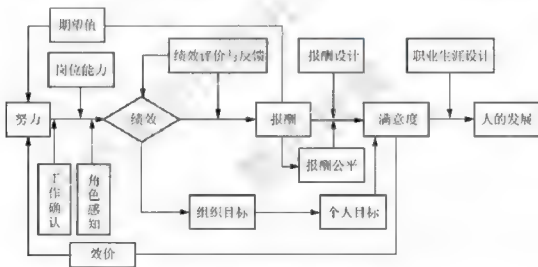 期望值
绩效评价与反馈
报酬设计
职业生涯设计
岗位能力
努力
绩效
报酬
满意度
人的发展
工作确认
角色感知
报酬公平
组织目标
个人目标
效价